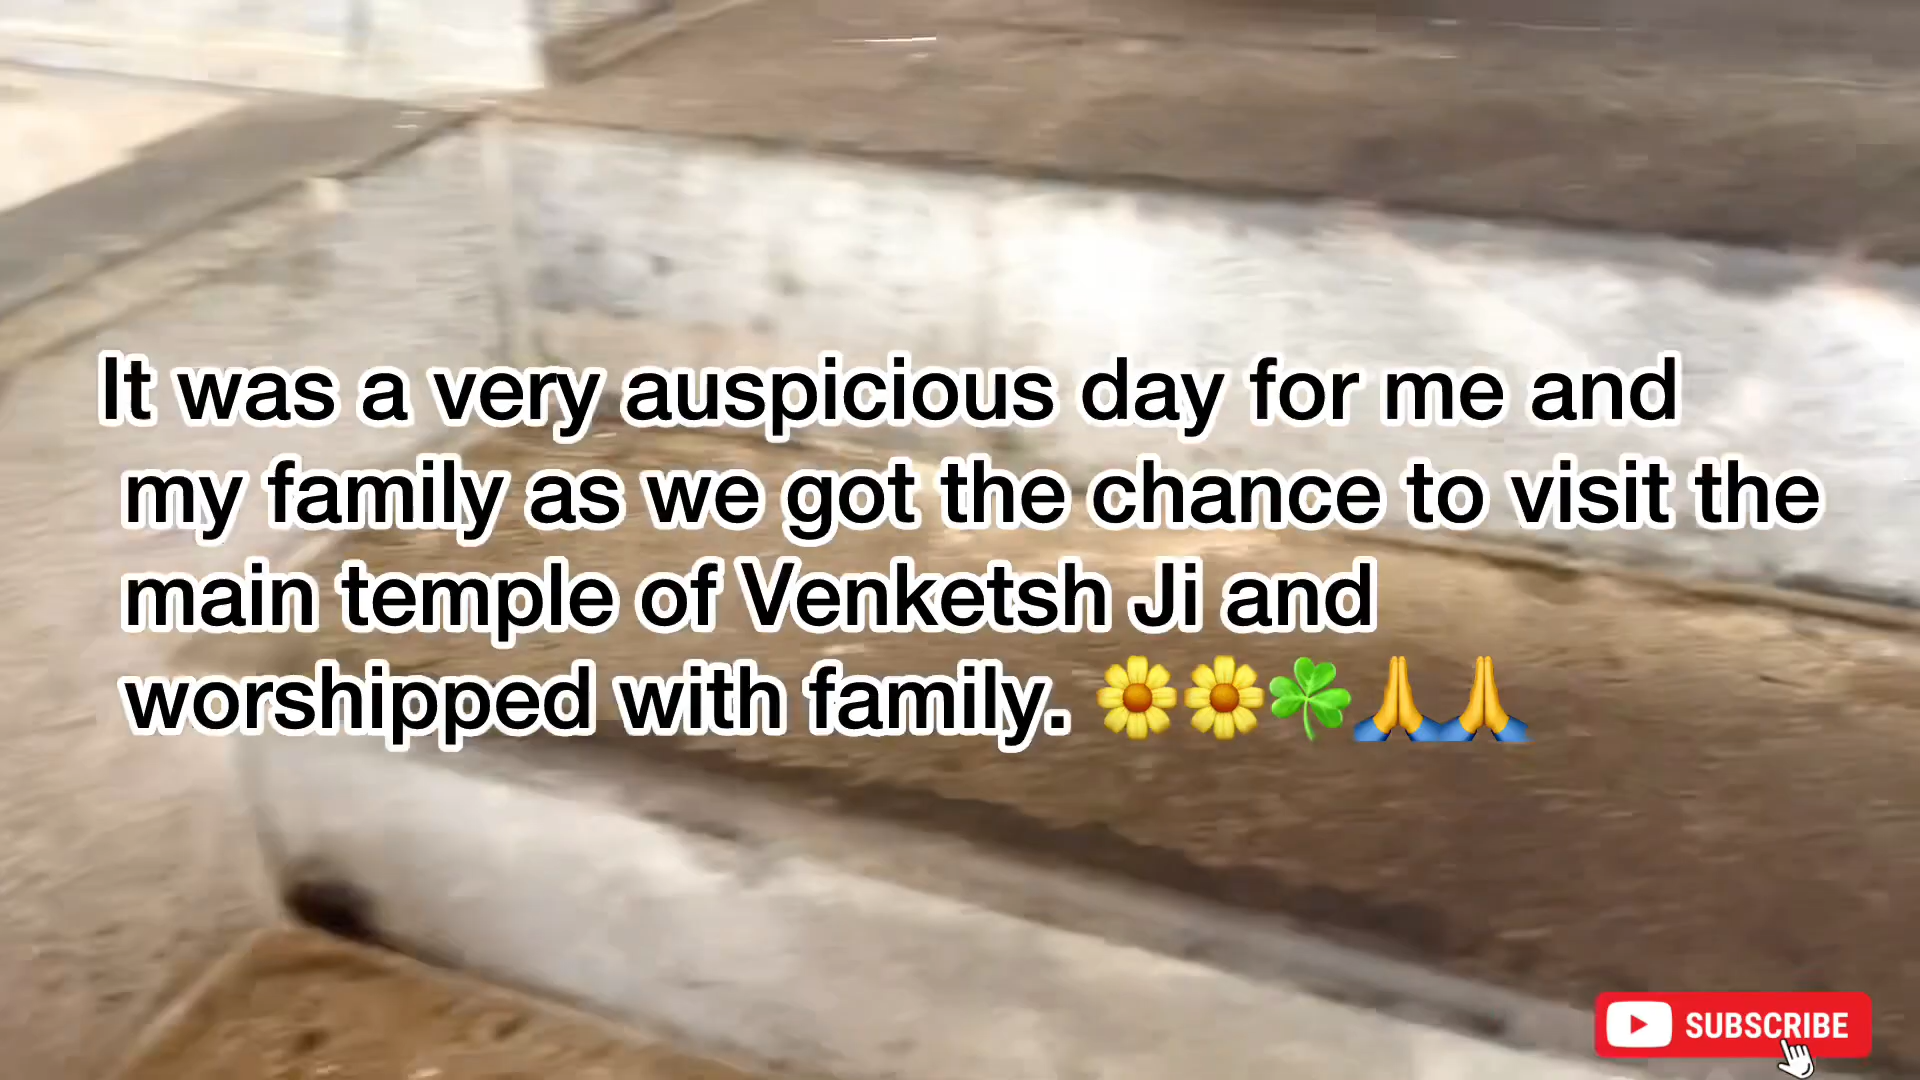 It was a very auspicious day for me and
my family as we got the chance to visit the
main temple of Venketsh Ji and
worshipped with family. 🌼🌼☘️🙏🙏
SUBSCRIBE